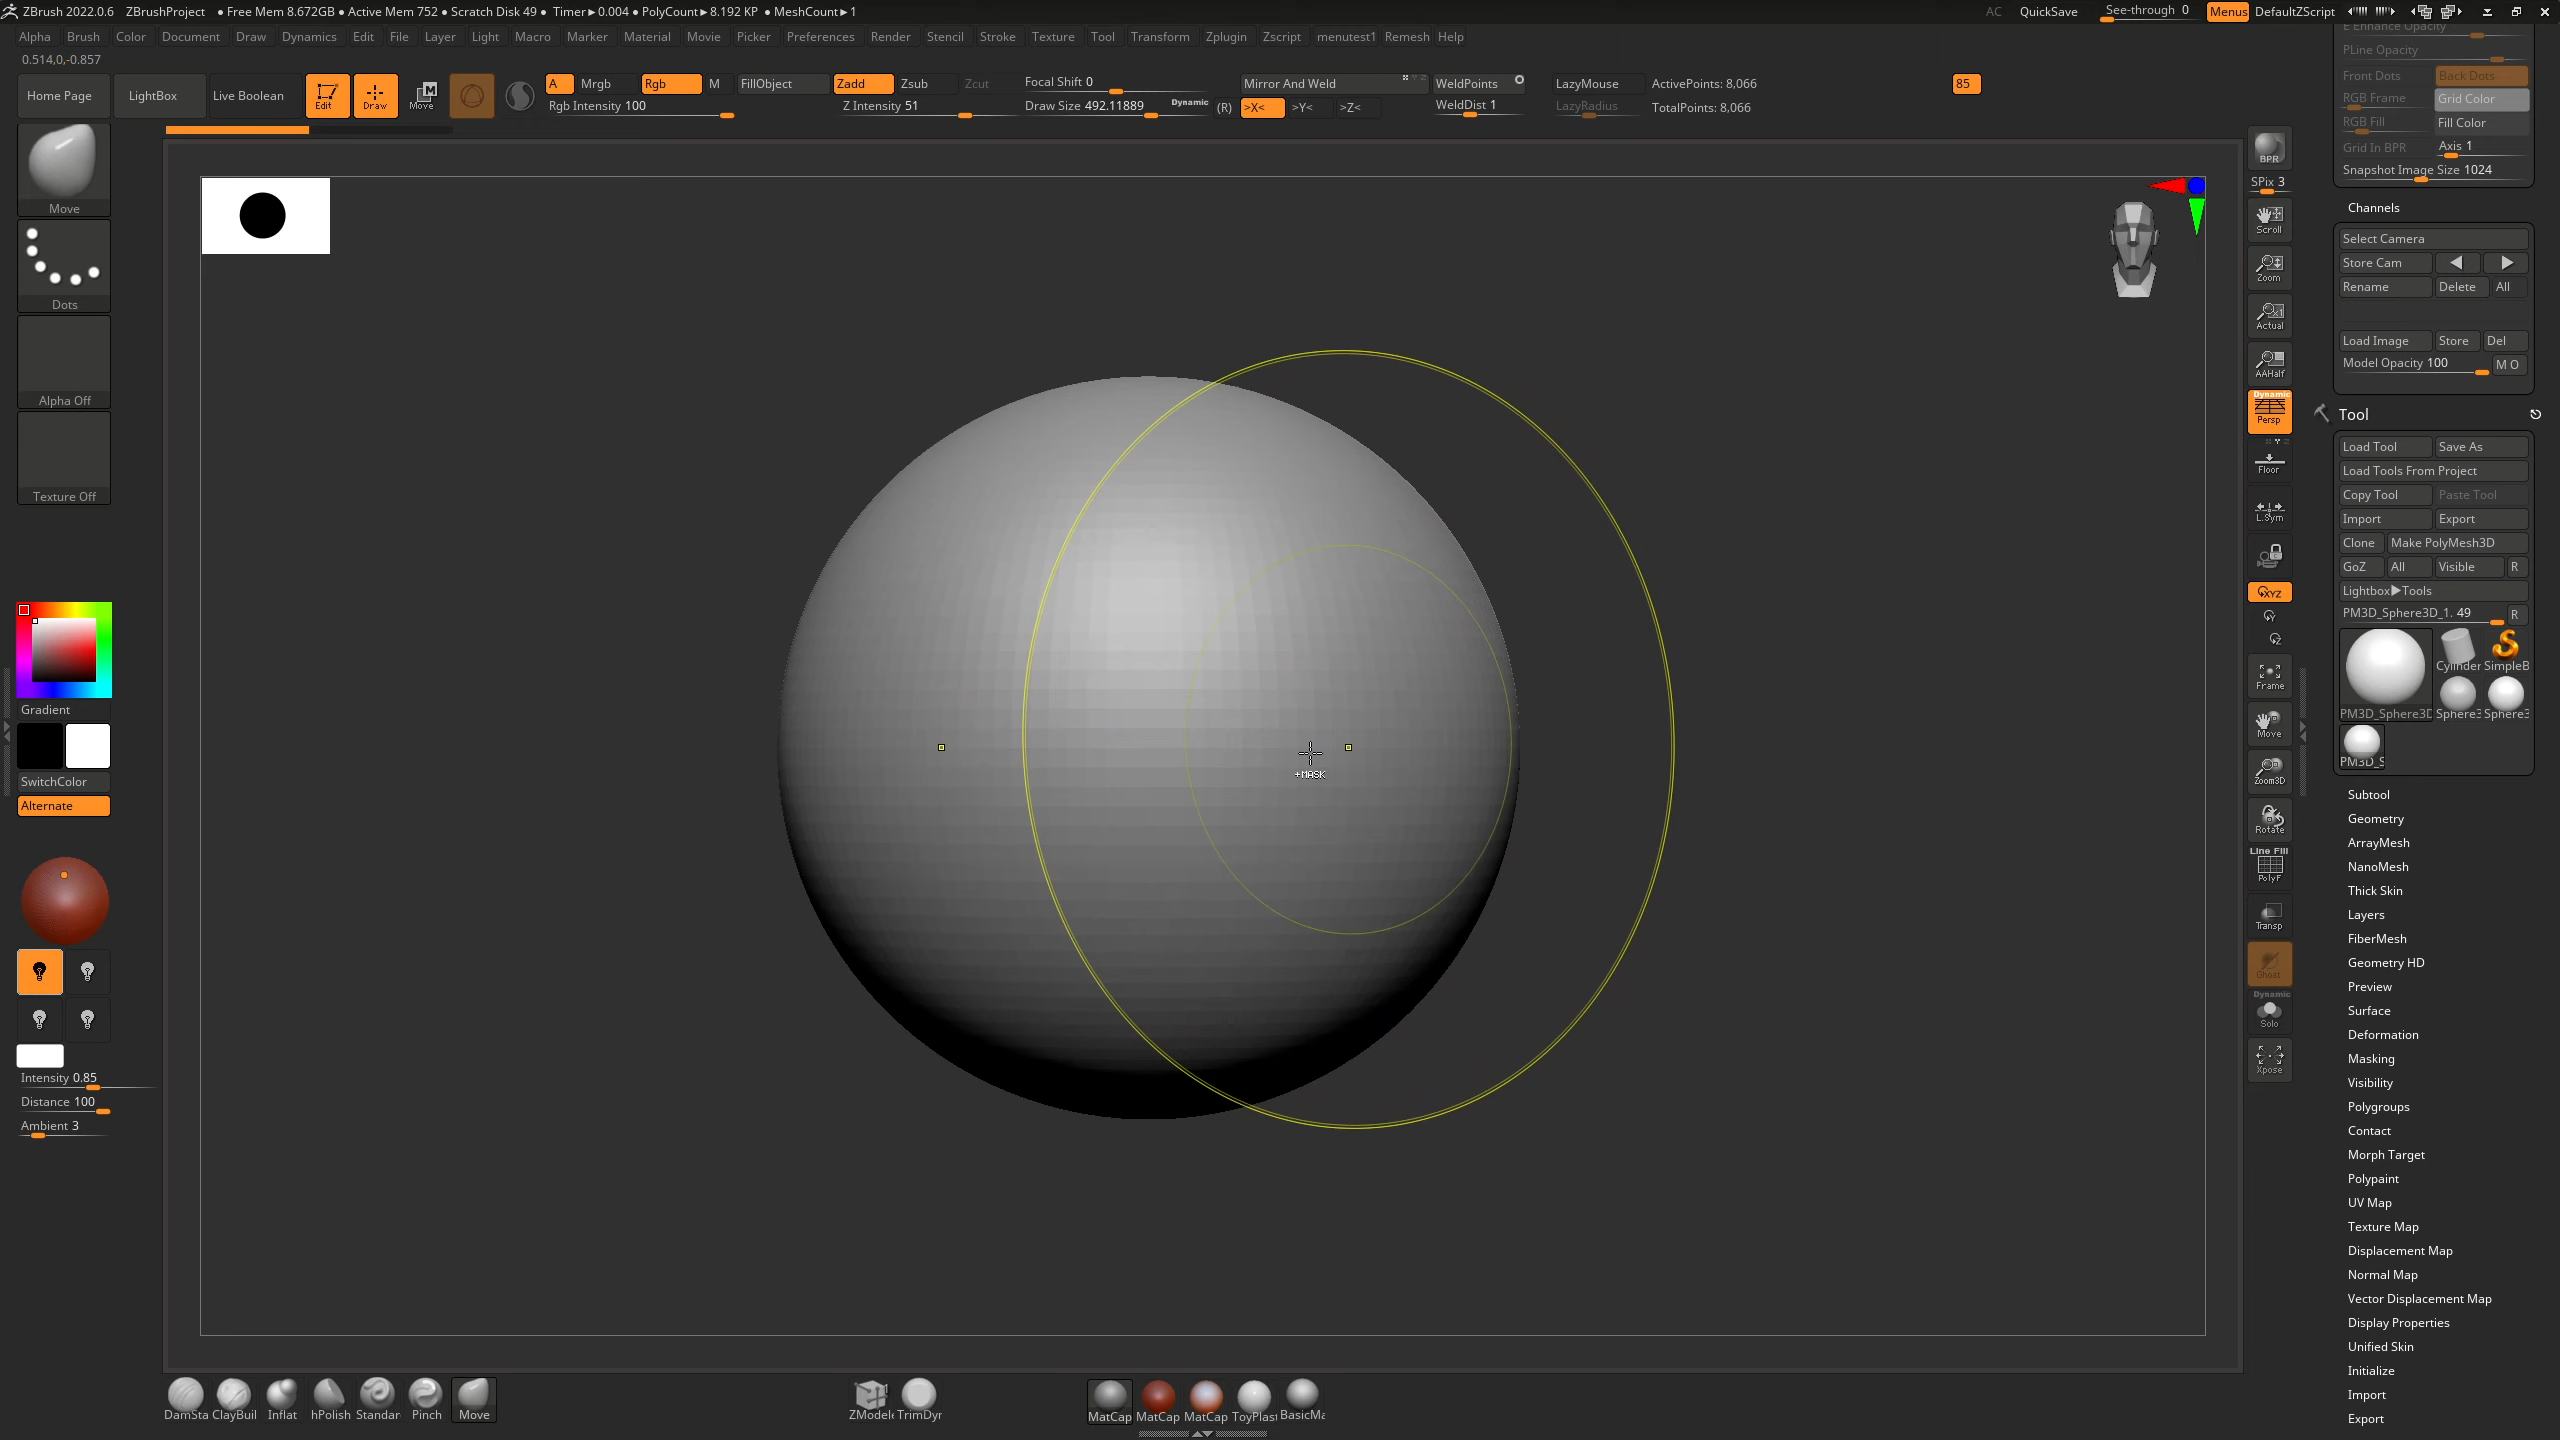 ZBrush 2022.0.6 ZBrushProject • Free Mem 8.672GB • Active Mem 752 • Scratch Disk 49 • Timer▸0.004 • PolyCount▸8.192 KP • MeshCount▸1 AC QuickSave See-through 0 Menus DefaultZScript
Alpha Brush Color Document Draw Dynamics Edit File Layer Light Macro Marker Material Movie Picker Preferences Render Stencil Stroke Texture Tool Transform Zplugin Zscript menutest1 Remesh Help
0.514,0,-0.857
Home Page LightBox Live Boolean Edit Draw Move
A Mrgb Rgb M FillObject Zadd Zsub Zcut Focal Shift 0 Mirror And Weld WeldPoints LazyMouse ActivePoints: 8,066 85
Rgb Intensity 100 Z Intensity 51 Draw Size 492.11889 Dynamic (R) >X< >Y< >Z< WeldDist 1 LazyRadius TotalPoints: 8,066
Move
Dots
Alpha Off
Texture Off
Gradient
SwitchColor
Alternate
Intensity 0.85
Distance 100
Ambient 3
+MASK
DamSta ClayBuil Inflat hPolish Standar Pinch Move
ZModele TrimDyr
MatCap MatCap MatCap ToyPlas BasicMa
BPR
SPix 3
Scroll
Zoom
Actual
AAHalf
Dynamic
Persp
Floor
L.Sym
XYZ
Y
Z
Frame
Move
Zoom3D
Rotate
Line Fill
PolyF
Transp
Ghost
Dynamic
Solo
Xpose
E Enhance Opacity
PLine Opacity
Front Dots Back Dots
RGB Frame Grid Color
RGB Fill Fill Color
Grid In BPR Axis 1
Snapshot Image Size 1024
Channels
Select Camera
Store Cam
Rename Delete All
Load Image Store Del
Model Opacity 100 M O
Tool
Load Tool Save As
Load Tools From Project
Copy Tool Paste Tool
Import Export
Clone Make PolyMesh3D
GoZ All Visible R
Lightbox▶Tools
PM3D_Sphere3D_1. 49 R
Cylinder SimpleB
PM3D_Sphere3D Sphere3 Sphere3
PM3D_S
Subtool
Geometry
ArrayMesh
NanoMesh
Thick Skin
Layers
FiberMesh
Geometry HD
Preview
Surface
Deformation
Masking
Visibility
Polygroups
Contact
Morph Target
Polypaint
UV Map
Texture Map
Displacement Map
Normal Map
Vector Displacement Map
Display Properties
Unified Skin
Initialize
Import
Export